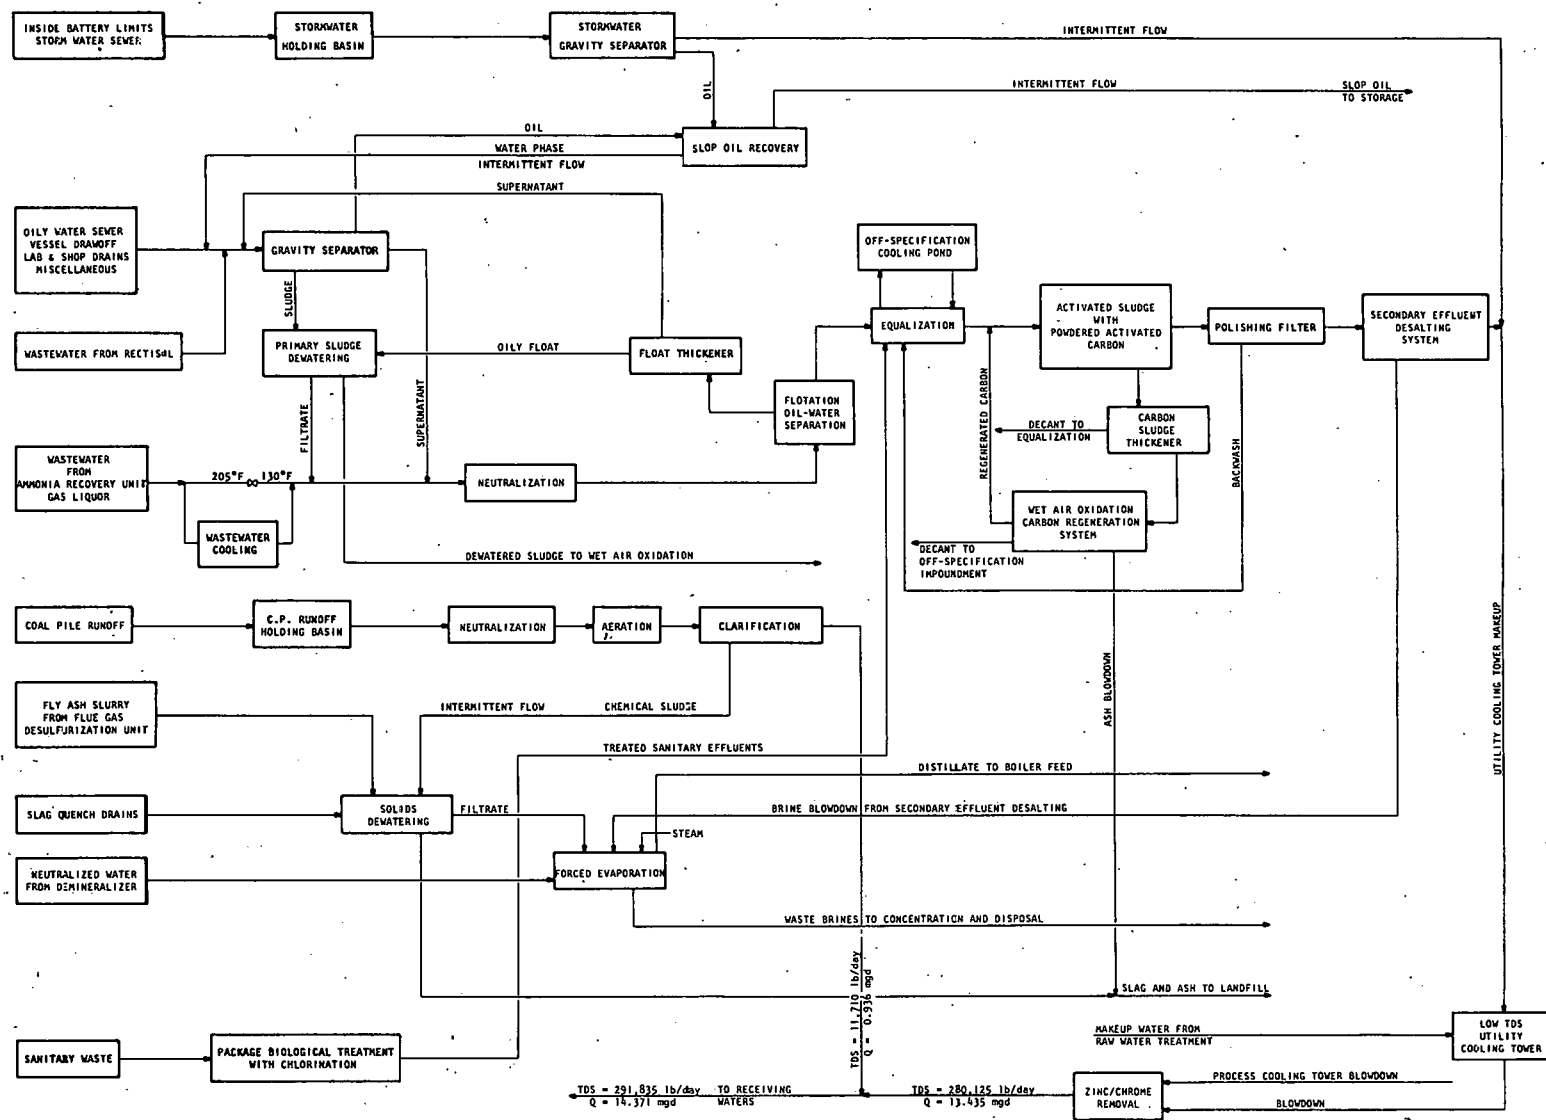 INSIDE BATTERY LIMITS
STORM WATER SEWER
STORMWATER
HOLDING BASIN
STORMWATER
GRAVITY SEPARATOR
INTERMITTENT FLOW
OIL
INTERMITTENT FLOW
SLOP OIL
TO STORAGE
OIL
SLOP OIL RECOVERY
WATER PHASE
INTERMITTENT FLOW
SUPERNATANT
OILY WATER SEWER
VESSEL DRAWOFF
LAB & SHOP DRAINS
MISCELLANEOUS
GRAVITY SEPARATOR
SLUDGE
OFF-SPECIFICATION
COOLING POND
EQUALIZATION
ACTIVATED SLUDGE
WITH
POWDERED ACTIVATED
CARBON
POLISHING FILTER
SECONDARY EFFLUENT
DESALTING
SYSTEM
WASTEWATER FROM RECTISOL
PRIMARY SLUDGE
DEWATERING
OILY FLOAT
FLOAT THICKENER
FLOTATION
OIL-WATER
SEPARATION
FILTRATE
SUPERNATANT
REGENERATED CARBON
DECANT TO
EQUALIZATION
CARBON
SLUDGE
THICKENER
BACKWASH
WASTEWATER
FROM
AMMONIA RECOVERY UNIT
GAS LIQUOR
205°F
130°F
NEUTRALIZATION
WASTEWATER
COOLING
WET AIR OXIDATION
CARBON REGENERATION
SYSTEM
DECANT TO
OFF-SPECIFICATION
IMPOUNDMENT
DEWATERED SLUDGE TO WET AIR OXIDATION
COAL PILE RUNOFF
C.P. RUNOFF
HOLDING BASIN
NEUTRALIZATION
AERATION
CLARIFICATION
ASH BLOWDOWN
UTILITY COOLING TOWER MAKEUP
FLY ASH SLURRY
FROM FLUE GAS
DESULFURIZATION UNIT
INTERMITTENT FLOW
CHEMICAL SLUDGE
TREATED SANITARY EFFLUENTS
DISTILLATE TO BOILER FEED
SLAG QUENCH DRAINS
SOLIDS
DEWATERING
FILTRATE
BRINE BLOWDOWN FROM SECONDARY EFFLUENT DESALTING
STEAM
NEUTRALIZED WATER
FROM DEMINERALIZER
FORCED EVAPORATION
WASTE BRINES TO CONCENTRATION AND DISPOSAL
TDS = 11,710 lb/day
Q = 0.936 mgd
SLAG AND ASH TO LANDFILL
SANITARY WASTE
PACKAGE BIOLOGICAL TREATMENT
WITH CHLORINATION
MAKEUP WATER FROM
RAW WATER TREATMENT
LOW TDS
UTILITY
COOLING TOWER
TDS = 291,835 lb/day TO RECEIVING
Q = 14.371 mgd WATERS
TDS = 280,125 lb/day
Q = 13.435 mgd
ZINC/CHROME
REMOVAL
PROCESS COOLING TOWER BLOWDOWN
BLOWDOWN